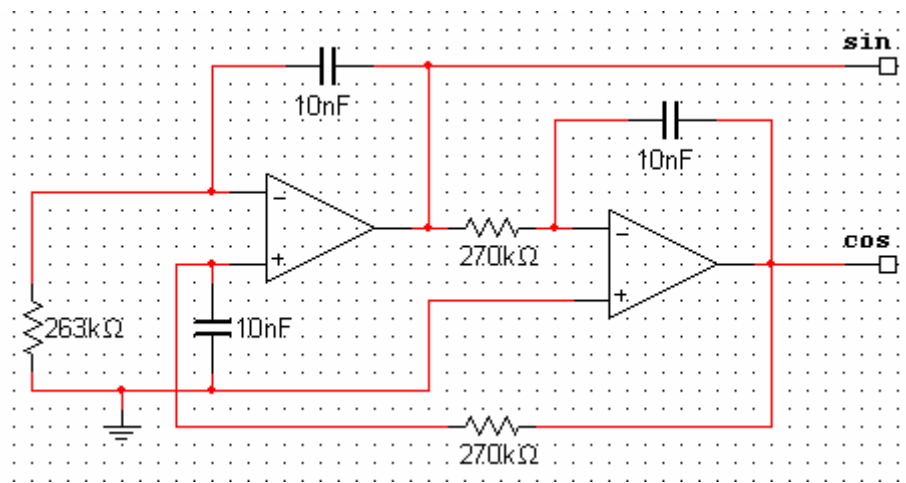 sin
10nF
10nF
−
270kΩ
−
cos
+
+
263kΩ
10nF
270kΩ